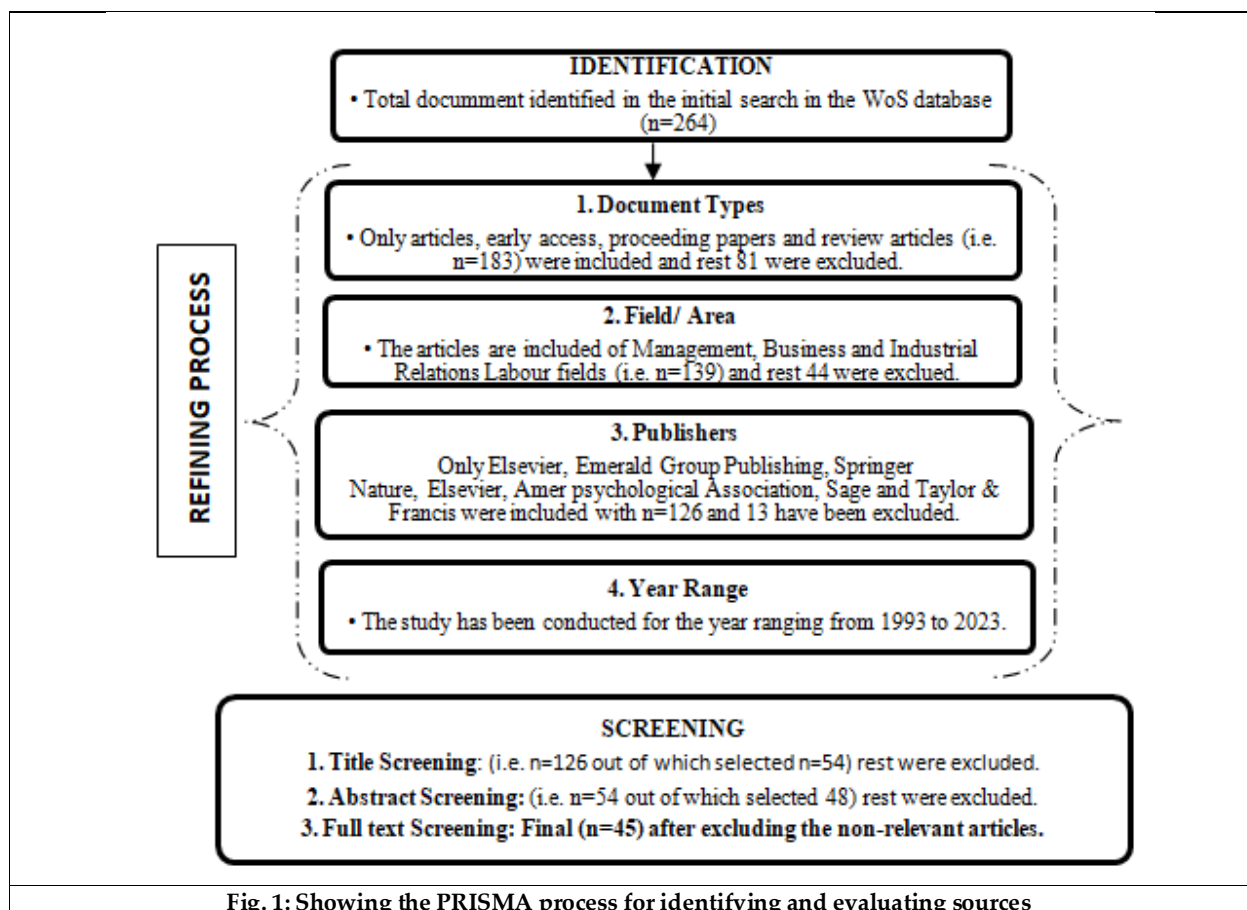 IDENTIFICATION
• Total documment identified in the initial search in the WoS database
(n=264)
REFINING PROCESS
1. Document Types
• Only articles, early access, proceeding papers and review articles (i.e.
n=183) were included and rest 81 were excluded.
2. Field/ Area
• The articles are included of Management, Business and Industrial
Relations Labour fields (i.e. n=139) and rest 44 were exclued.
3. Publishers
Only Elsevier, Emerald Group Publishing, Springer
Nature, Elsevier, Amer psychological Association, Sage and Taylor &
Francis were included with n=126 and 13 have been excluded.
4. Year Range
• The study has been conducted for the year ranging from 1993 to 2023.
SCREENING
1. Title Screening: (i.e. n=126 out of which selected n=54) rest were excluded.
2. Abstract Screening: (i.e. n=54 out of which selected 48) rest were excluded.
3. Full text Screening: Final (n=45) after excluding the non-relevant articles.
Fig. 1: Showing the PRISMA process for identifying and evaluating sources